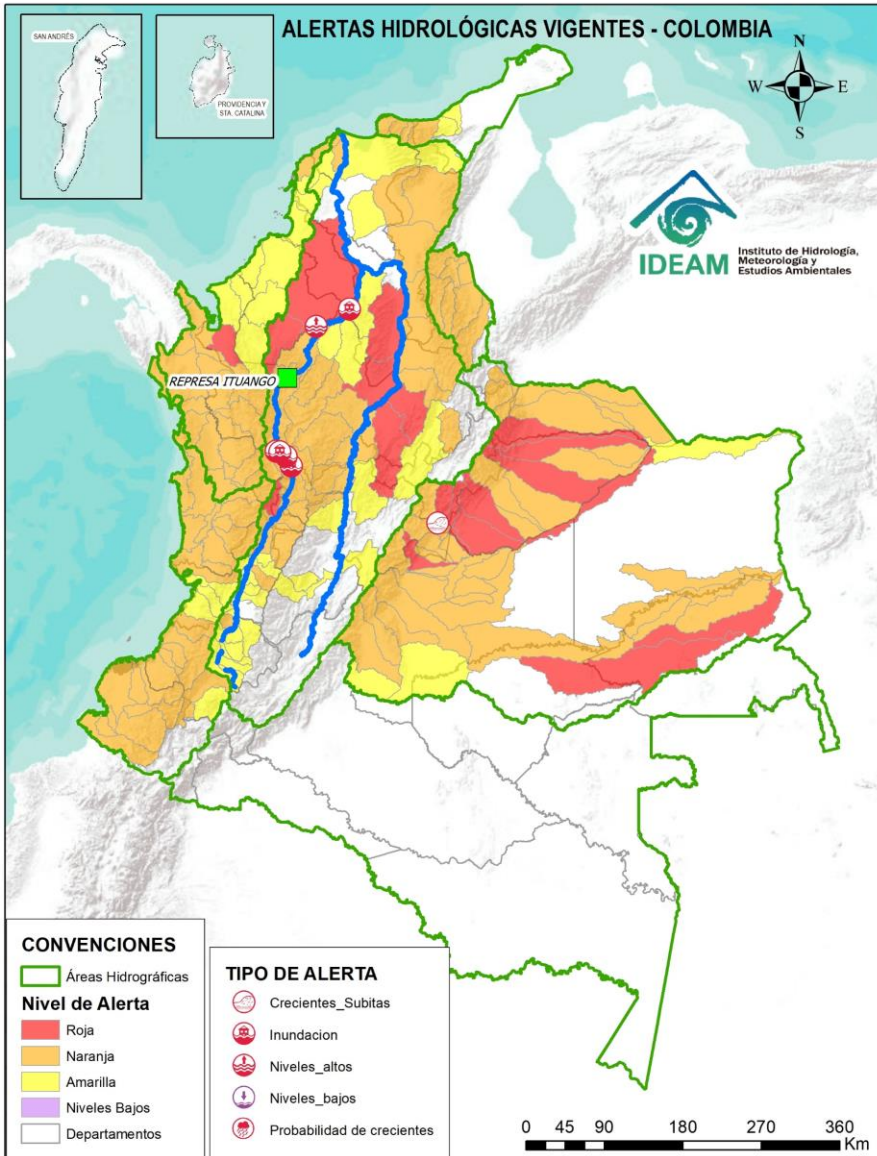 ALERTAS HIDROLÓGICAS VIGENTES - COLOMBIA
SAN ANDRÉS
PROVIDENCIA Y
STA. CATALINA
N
W
E
S
IDEAM
Instituto de Hidrología,
Meteorología y
Estudios Ambientales
REPRESA ITUANGO
CONVENCIONES
Áreas Hidrográficas
Nivel de Alerta
Roja
Naranja
Amarilla
Niveles Bajos
Departamentos
TIPO DE ALERTA
Crecientes_Subitas
Inundacion
Niveles_altos
Niveles_bajos
Probabilidad de crecientes
0 45 90 180 270 360
Km